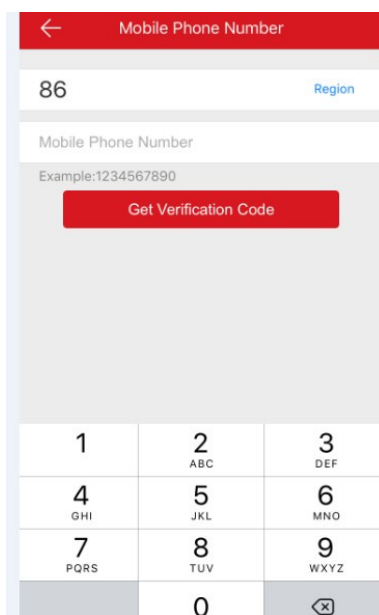 Mobile Phone Number
86 Region
Mobile Phone Number
Example:1234567890
Get Verification Code
1 2 3
ABC DEF
4 5 6
GHI JKL MNO
7 8 9
PQRS TUV WXYZ
0